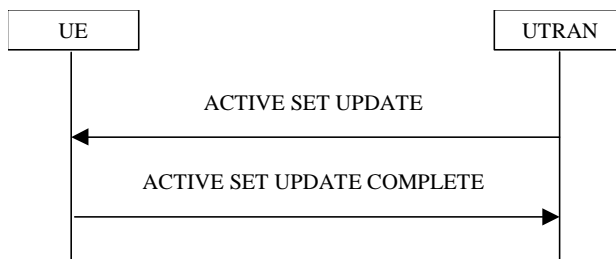 UE
UTRAN
ACTIVE SET UPDATE
ACTIVE SET UPDATE COMPLETE